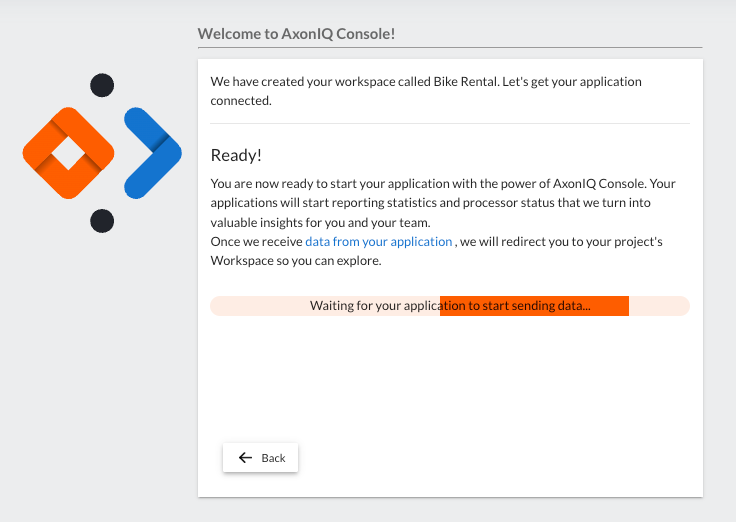 Welcome to AxonIQ Console!
We have created your workspace called Bike Rental. Let's get your application
connected.
Ready!
You are now ready to start your application with the power of AxonIQ Console. Your
applications will start reporting statistics and processor status that we turn into
valuable insights for you and your team.
Once we receive data from your application , we will redirect you to your project's
Workspace so you can explore.
Waiting for your application to start sending data...
Back